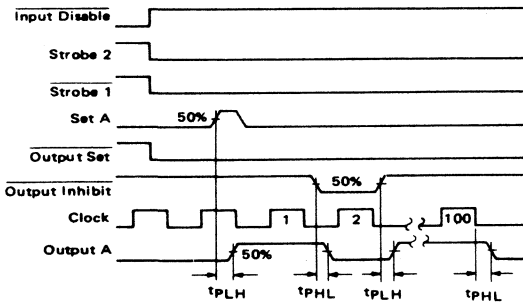 Input Disable
Strobe 2
Strobe 1
Set A
50%
Output Set
Output Inhibit
50%
Clock
1
2
100
Output A
50%
tPLH
tPHL
tPLH
tPHL